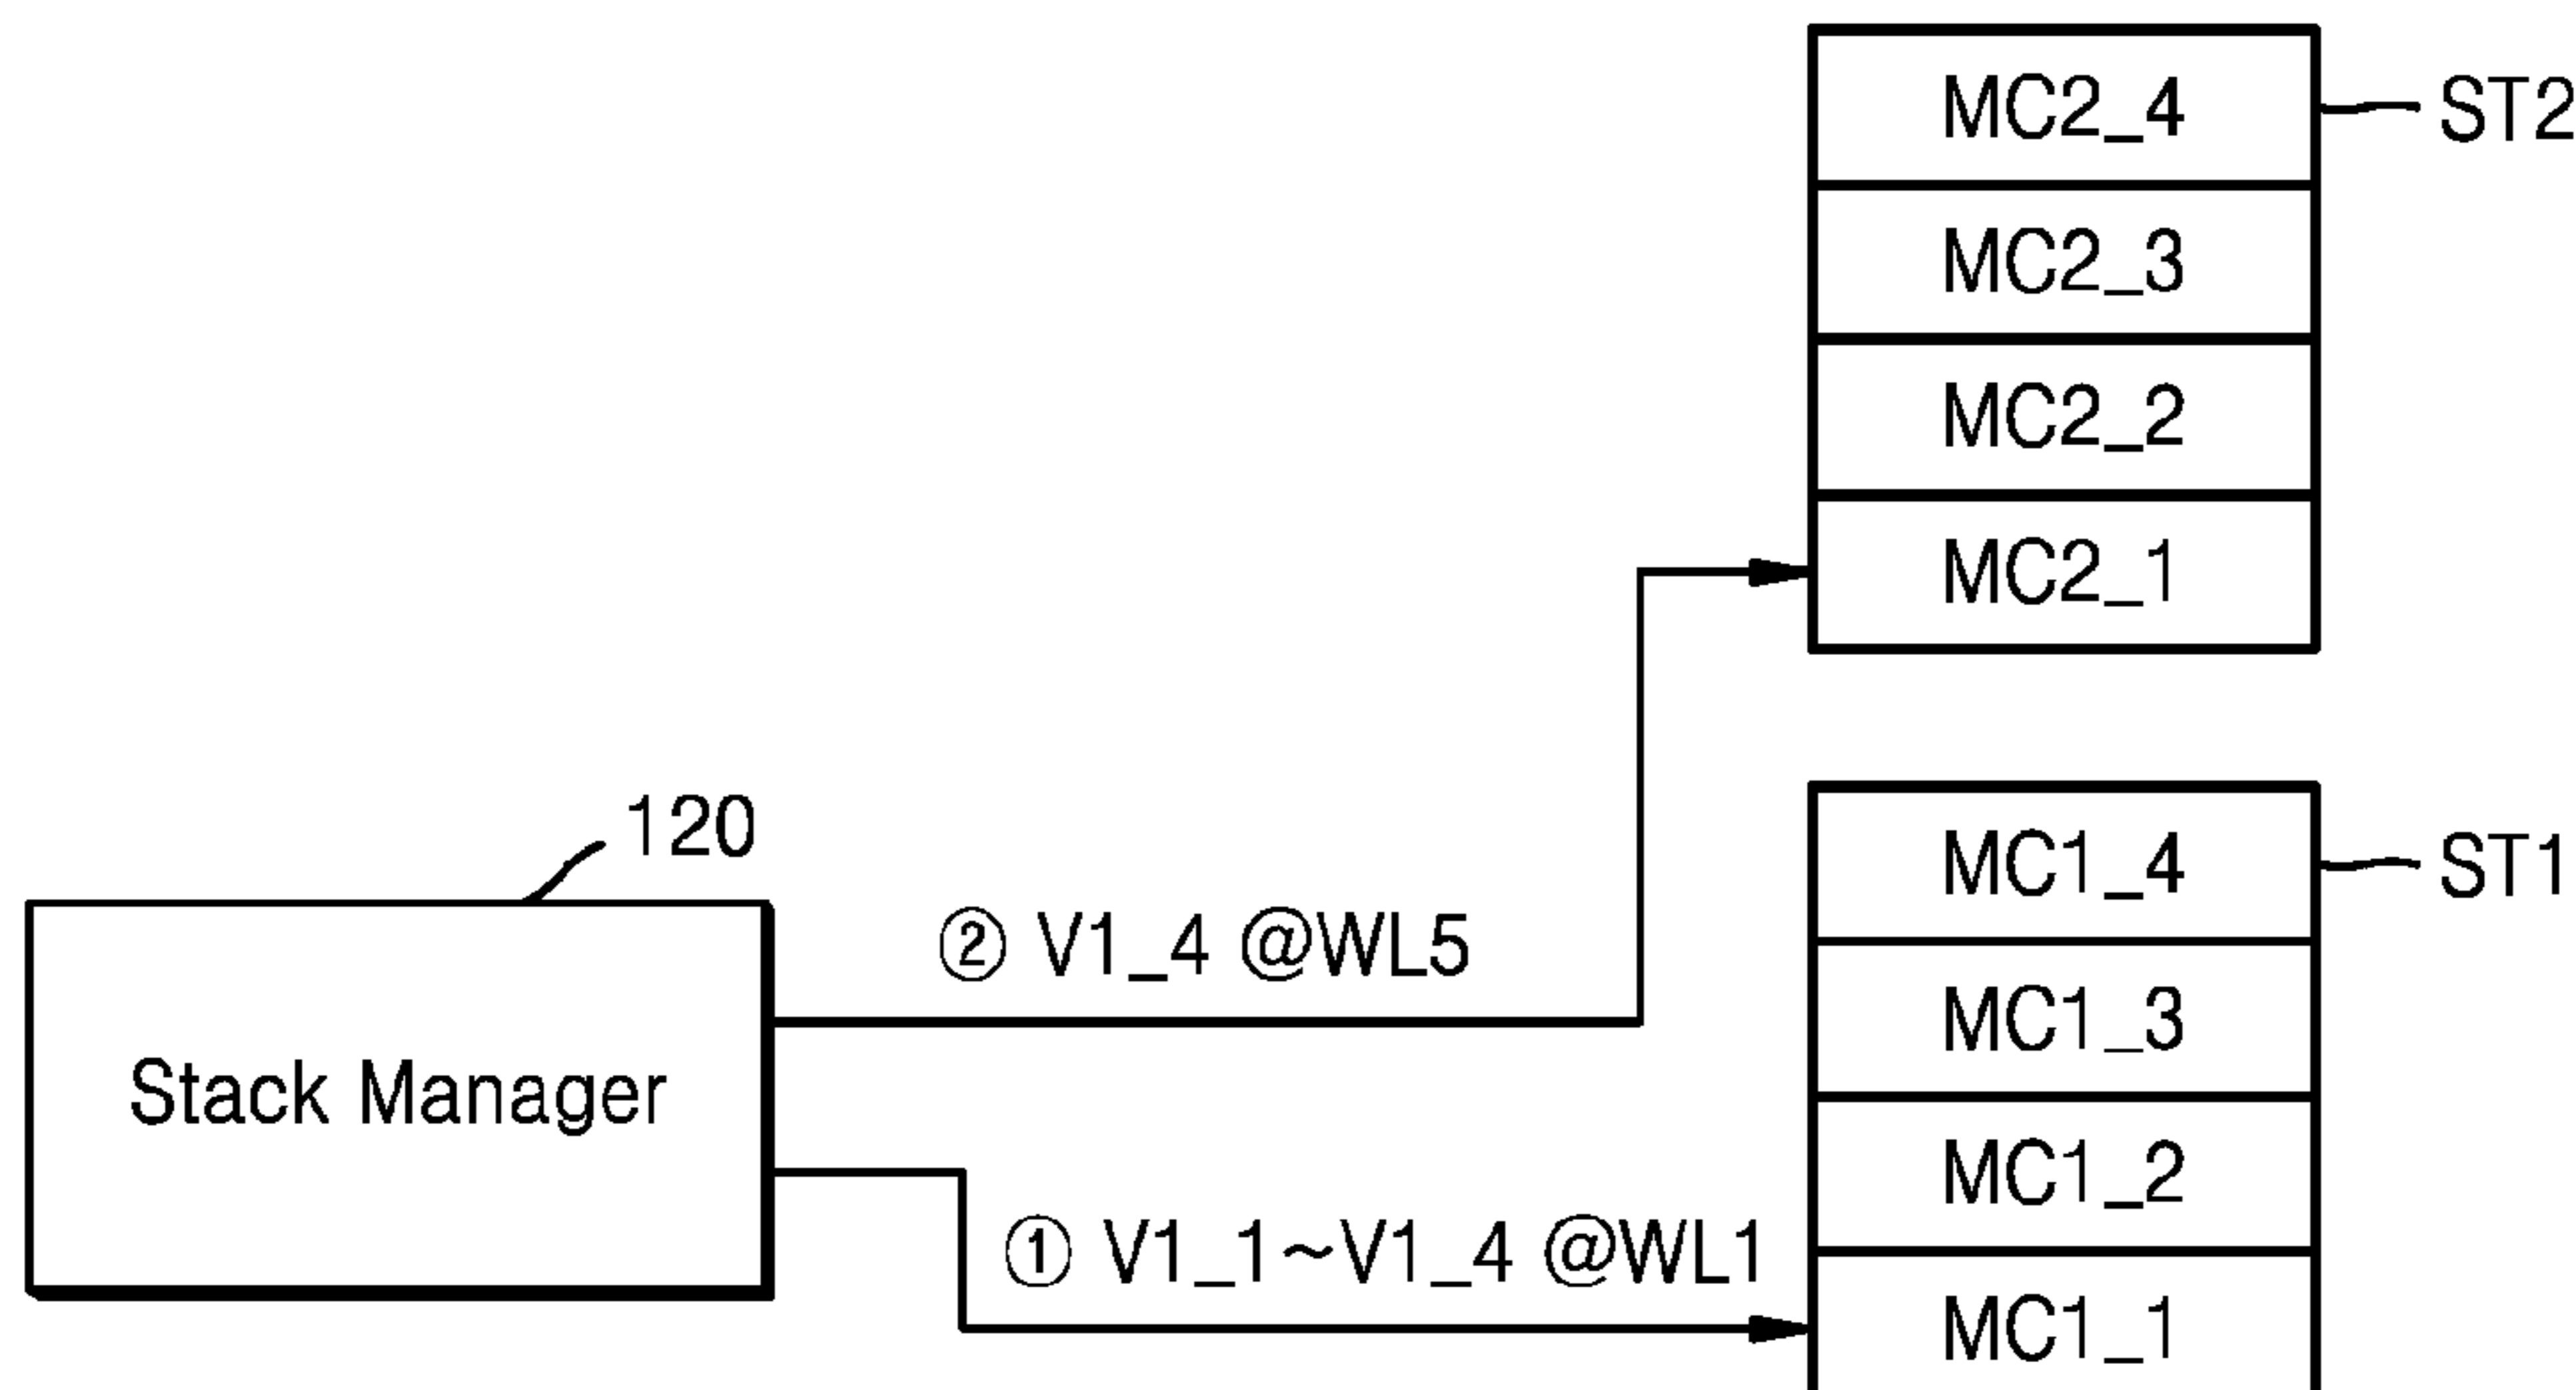 MC2_4
ST2
MC2_3
MC2_2
MC2_1
120
MC1_4
ST1
② V1_4 @WL5
MC1_3
Stack Manager
MC1_2
① V1_1~V1_4 @WL1
MC1_1